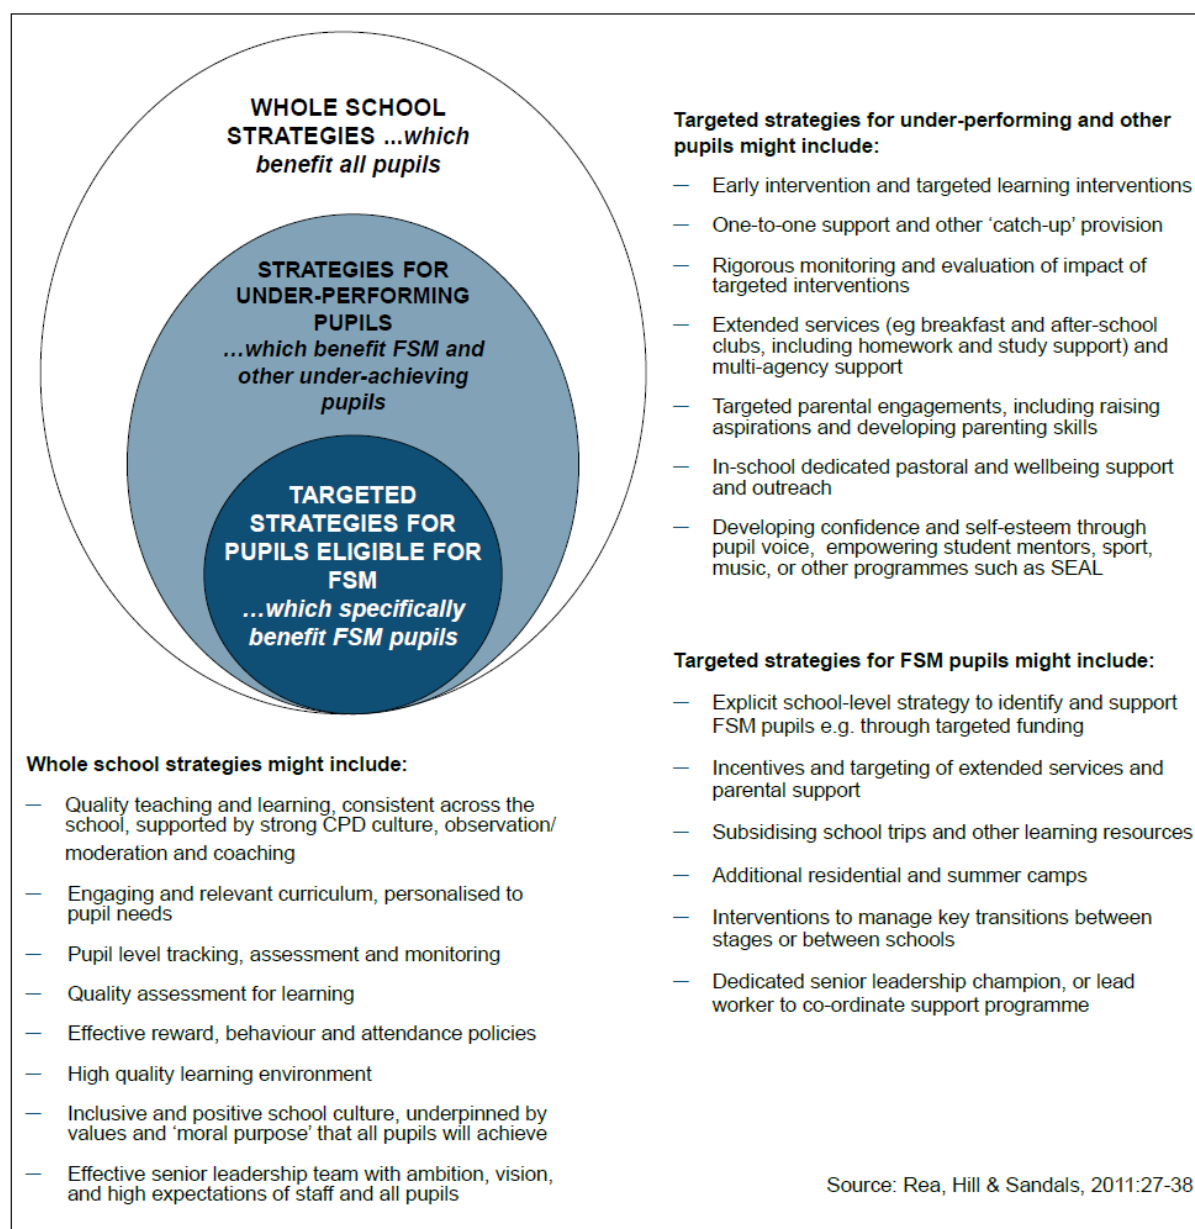 WHOLE SCHOOL
STRATEGIES ...which
benefit all pupils
STRATEGIES FOR
UNDER-PERFORMING
PUPILS
...which benefit FSM and
other under-achieving
pupils
TARGETED
STRATEGIES FOR
PUPILS ELIGIBLE FOR
FSM
...which specifically
benefit FSM pupils
Whole school strategies might include:
— Quality teaching and learning, consistent across the
school, supported by strong CPD culture, observation/
moderation and coaching
— Engaging and relevant curriculum, personalised to
pupil needs
— Pupil level tracking, assessment and monitoring
— Quality assessment for learning
— Effective reward, behaviour and attendance policies
— High quality learning environment
— Inclusive and positive school culture, underpinned by
values and ‘moral purpose’ that all pupils will achieve
— Effective senior leadership team with ambition, vision,
and high expectations of staff and all pupils
Targeted strategies for under-performing and other
pupils might include:
— Early intervention and targeted learning interventions
— One-to-one support and other ‘catch-up’ provision
— Rigorous monitoring and evaluation of impact of
targeted interventions
— Extended services (eg breakfast and after-school
clubs, including homework and study support) and
multi-agency support
— Targeted parental engagements, including raising
aspirations and developing parenting skills
— In-school dedicated pastoral and wellbeing support
and outreach
— Developing confidence and self-esteem through
pupil voice, empowering student mentors, sport,
music, or other programmes such as SEAL
Targeted strategies for FSM pupils might include:
— Explicit school-level strategy to identify and support
FSM pupils e.g. through targeted funding
— Incentives and targeting of extended services and
parental support
— Subsidising school trips and other learning resources
— Additional residential and summer camps
— Interventions to manage key transitions between
stages or between schools
— Dedicated senior leadership champion, or lead
worker to co-ordinate support programme
Source: Rea, Hill & Sandals, 2011:27-38